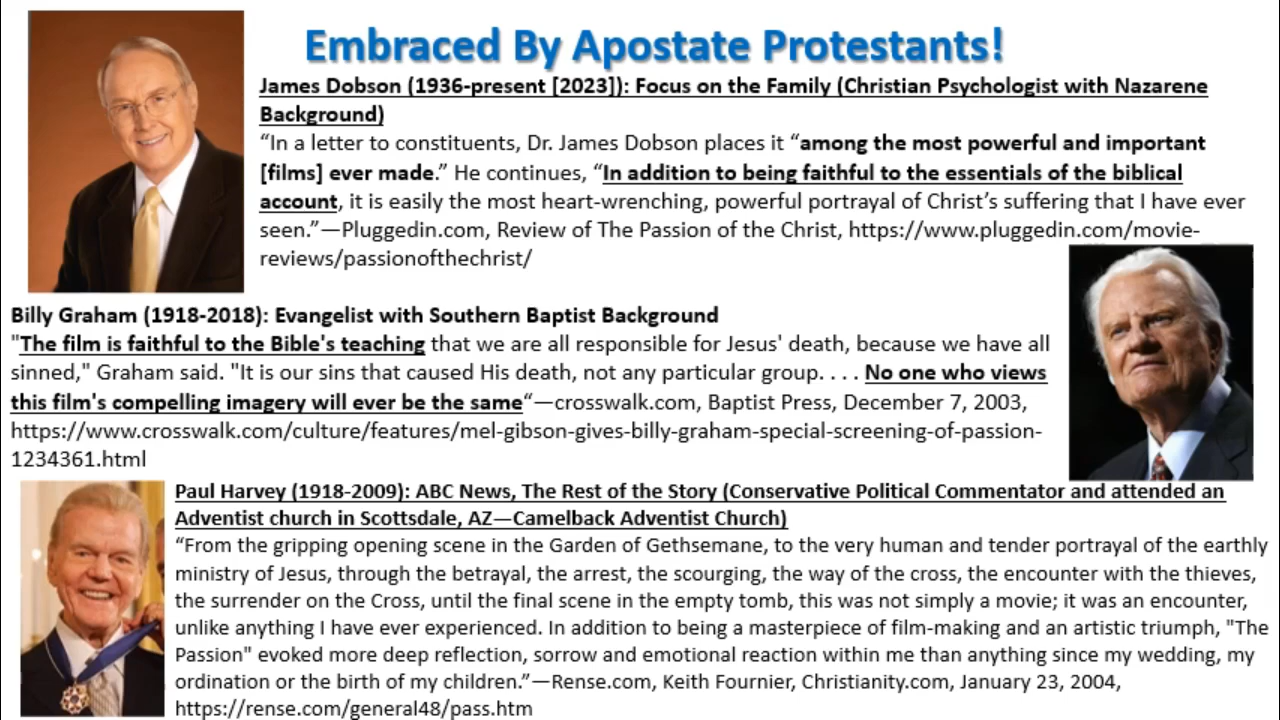 Embraced By Apostate Protestants!
James Dobson (1936-present [2023]): Focus on the Family (Christian Psychologist with Nazarene
Background)
“In a letter to constituents, Dr. James Dobson places it “among the most powerful and important
[films] ever made.” He continues, “In addition to being faithful to the essentials of the biblical
account, it is easily the most heart-wrenching, powerful portrayal of Christ’s suffering that I have ever
seen.”—Pluggedin.com, Review of The Passion of the Christ, https://www.pluggedin.com/movie-
reviews/passionofthechrist/
Billy Graham (1918-2018): Evangelist with Southern Baptist Background
"The film is faithful to the Bible's teaching that we are all responsible for Jesus' death, because we have all
sinned," Graham said. "It is our sins that caused His death, not any particular group. . . . No one who views
this film's compelling imagery will ever be the same“—crosswalk.com, Baptist Press, December 7, 2003,
https://www.crosswalk.com/culture/features/mel-gibson-gives-billy-graham-special-screening-of-passion-
1234361.html
Paul Harvey (1918-2009): ABC News, The Rest of the Story (Conservative Political Commentator and attended an
Adventist church in Scottsdale, AZ—Camelback Adventist Church)
“From the gripping opening scene in the Garden of Gethsemane, to the very human and tender portrayal of the earthly
ministry of Jesus, through the betrayal, the arrest, the scourging, the way of the cross, the encounter with the thieves,
the surrender on the Cross, until the final scene in the empty tomb, this was not simply a movie; it was an encounter,
unlike anything I have ever experienced. In addition to being a masterpiece of film-making and an artistic triumph, "The
Passion" evoked more deep reflection, sorrow and emotional reaction within me than anything since my wedding, my
ordination or the birth of my children.”—Rense.com, Keith Fournier, Christianity.com, January 23, 2004,
https://rense.com/general48/pass.htm